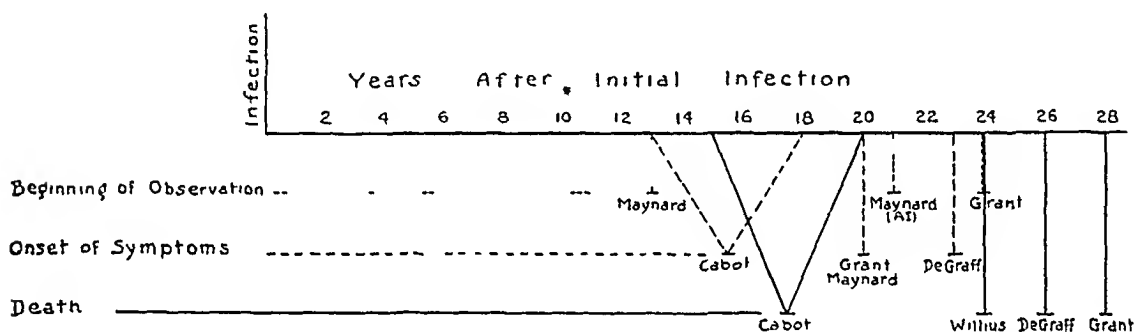 Infection
Years After Initial Infection
2 4 6 8 10 12 14 16 18 20 22 24 26 28
Beginning of Observation
Maynard
Maynard
(AI)
Grant
Onset of Symptoms
Cabot
Grant
Maynard
DeGraff
Death
Cabot
Willius
DeGraff
Grant